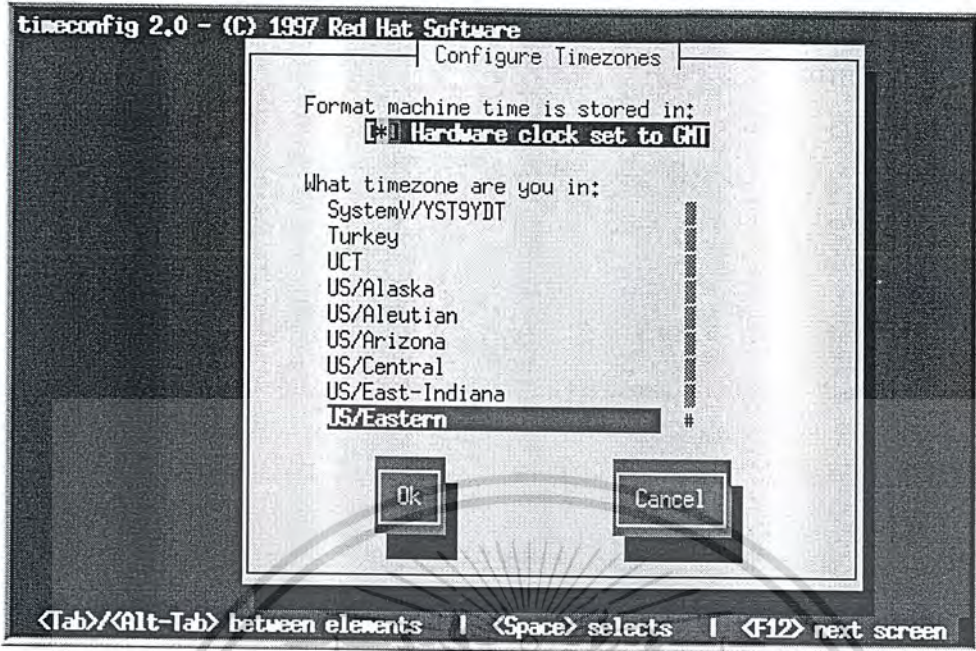 timeconfig 2.0 - (C) 1997 Red Hat Software
Configure Timezones
Format machine time is stored in:
[*] Hardware clock set to GMT
What timezone are you in:
SystemV/YST9YDT
Turkey
UCT
US/Alaska
US/Aleutian
US/Arizona
US/Central
US/East-Indiana
US/Eastern #
Ok Cancel
<Tab>/<Alt-Tab> between elements | <Space> selects | <F12> next screen